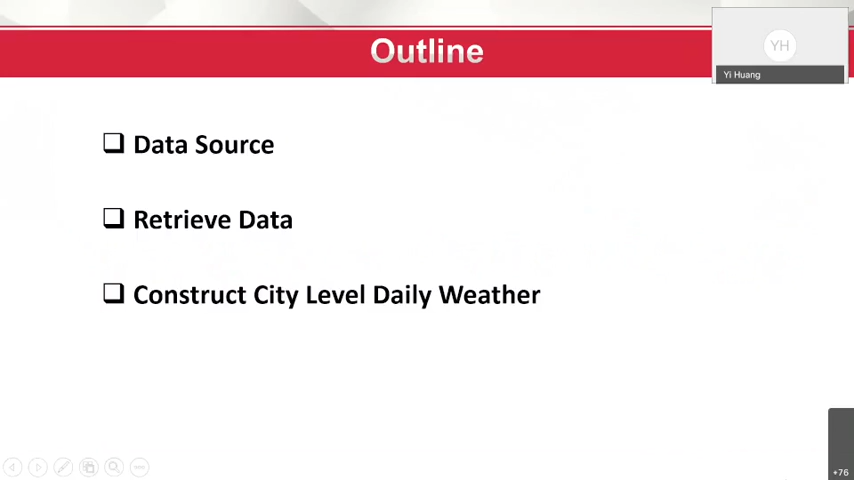 Outline
YH
Yi Huang
Data Source
Retrieve Data
Construct City Level Daily Weather
+76